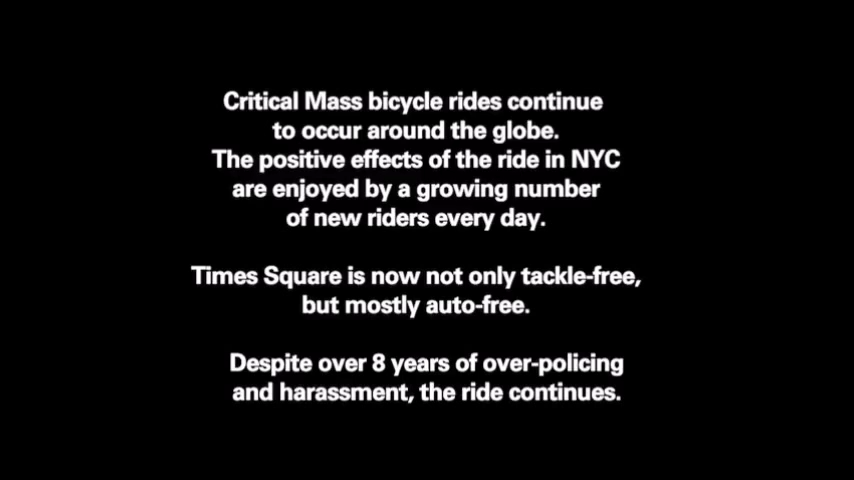 Critical Mass bicycle rides continue
to occur around the globe.
The positive effects of the ride in NYC
are enjoyed by a growing number
of new riders every day.
Times Square is now not only tackle-free,
but mostly auto-free.
Despite over 8 years of over-policing
and harassment, the ride continues.